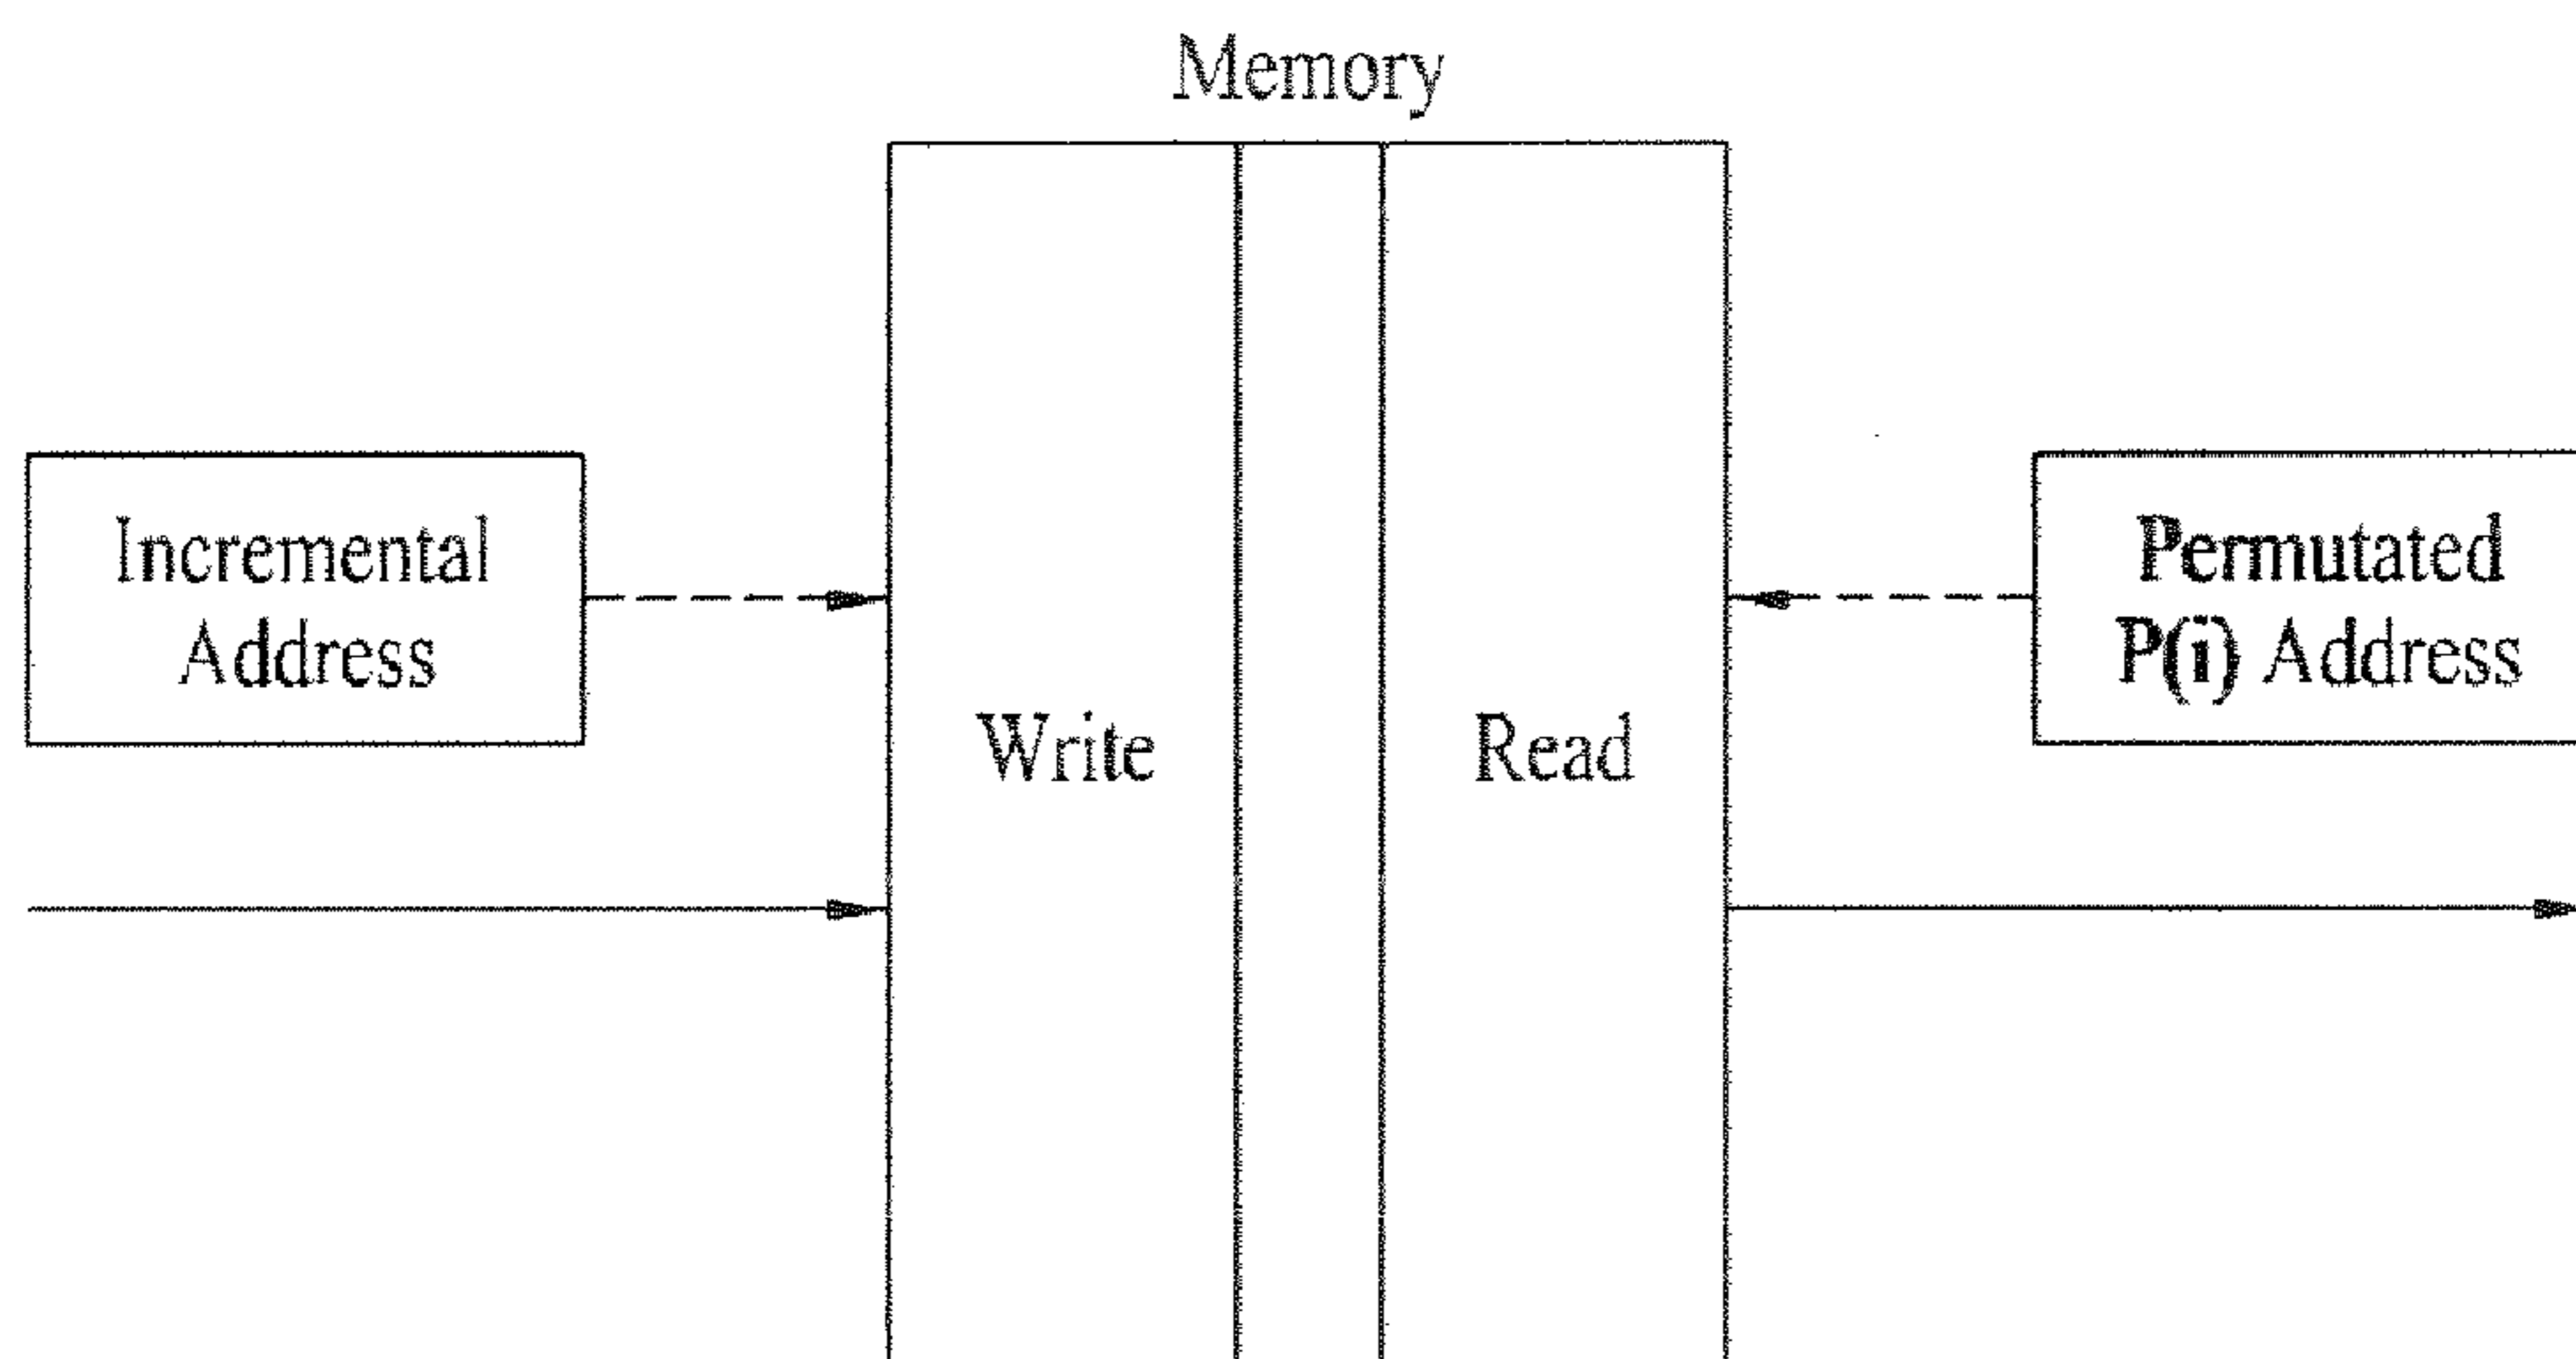 Memory
Incremental
Address
Write
Read
Permutated
P(i) Address